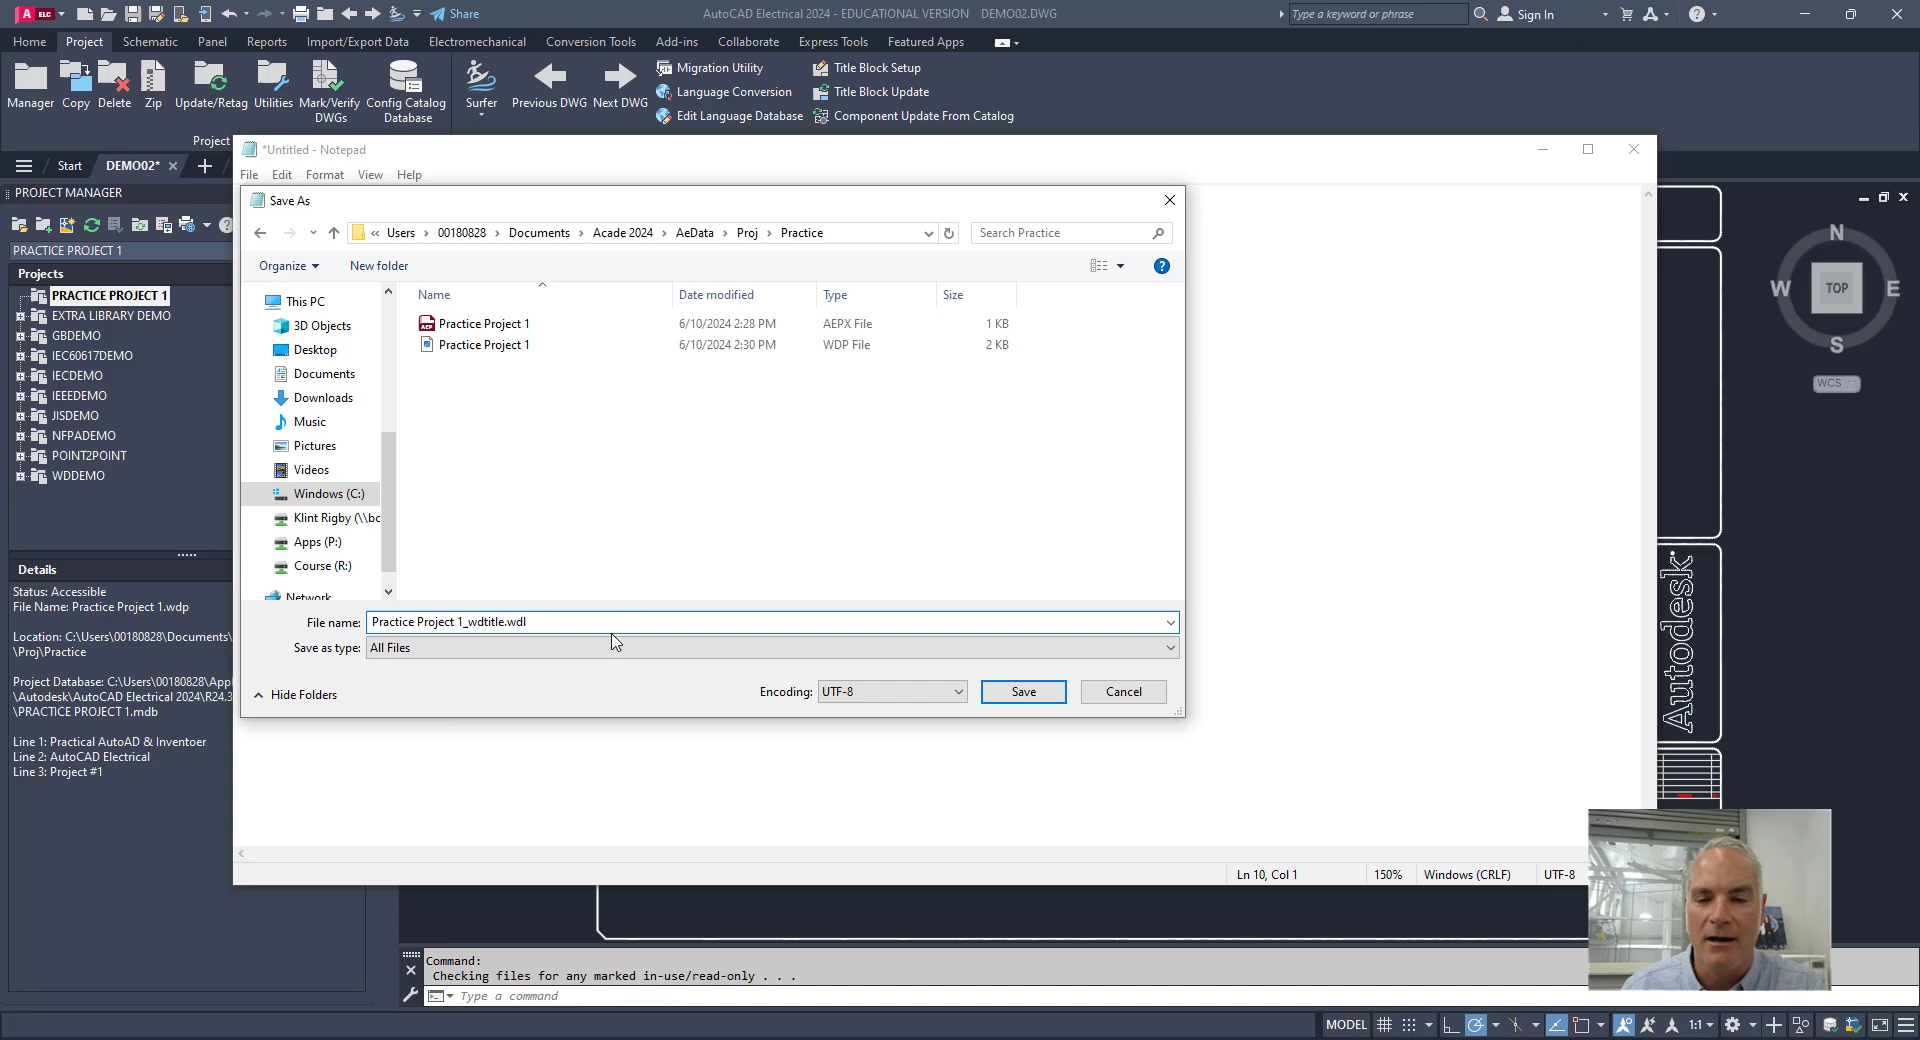 A ELC
Share
AutoCAD Electrical 2024 - EDUCATIONAL VERSION DEMO02.DWG
Type a keyword or phrase
Sign In
Home Project Schematic Panel Reports Import/Export Data Electromechanical Conversion Tools Add-ins Collaborate Express Tools Featured Apps
Manager Copy Delete Zip Update/Retag Utilities Mark/Verify DWGs Config Catalog Database Surfer Previous DWG Next DWG
Migration Utility
Language Conversion
Edit Language Database
Title Block Setup
Title Block Update
Component Update From Catalog
Project
*Untitled - Notepad
Start DEMO02*
File Edit Format View Help
PROJECT MANAGER
PRACTICE PROJECT 1
Projects
PRACTICE PROJECT 1
EXTRA LIBRARY DEMO
GBDEMO
IEC60617DEMO
IECDEMO
IEEEDEMO
JISDEMO
NFPADEMO
POINT2POINT
WDDEMO
Details
Status: Accessible
File Name: Practice Project 1.wdp
Location: C:\Users\00180828\Documents\
\Proj\Practice
Project Database: C:\Users\00180828\App
\Autodesk\AutoCAD Electrical 2024\R24.3
\PRACTICE PROJECT 1.mdb
Line 1: Practical AutoAD & Inventoer
Line 2: AutoCAD Electrical
Line 3: Project #1
Save As
« Users › 00180828 › Documents › Acade 2024 › AeData › Proj › Practice
Search Practice
Organize New folder
This PC
3D Objects
Desktop
Documents
Downloads
Music
Pictures
Videos
Windows (C:)
Klint Rigby (\\bc
Apps (P:)
Course (R:)
Network
Name Date modified Type Size
Practice Project 1 6/10/2024 2:28 PM AEPX File 1 KB
Practice Project 1 6/10/2024 2:30 PM WDP File 2 KB
File name: Practice Project 1_wdtitle.wdl
Save as type: All Files
Hide Folders
Encoding: UTF-8 Save Cancel
Ln 10, Col 1 150% Windows (CRLF) UTF-8
N
W TOP E
S
WCS
Autodesk
Command:
Checking files for any marked in-use/read-only . . .
Type a command
MODEL 1:1